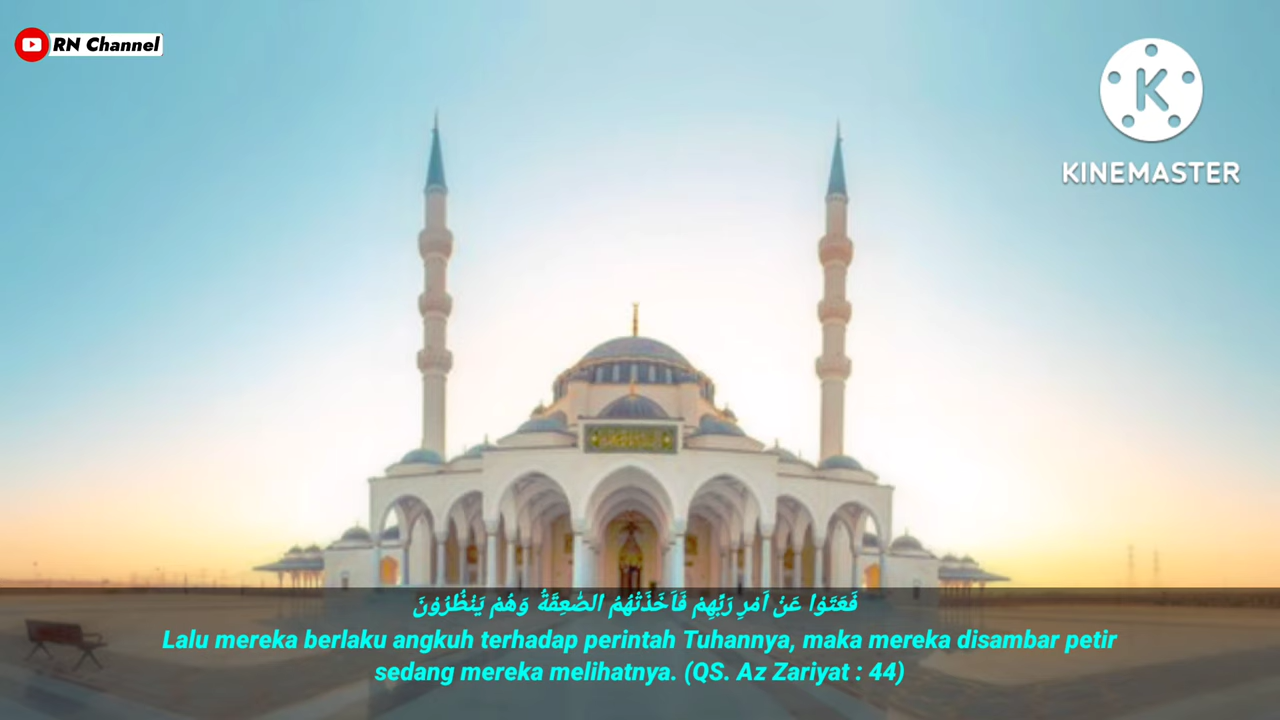 RN Channel
KINEMASTER
فَعَتَوْا عَنْ اَمْرِ رَبِّهِمْ فَاَخَذَتْهُمُ الصّٰعِقَةُ وَهُمْ يَنْظُرُوْنَ
Lalu mereka berlaku angkuh terhadap perintah Tuhannya, maka mereka disambar petir
sedang mereka melihatnya. (QS. Az Zariyat : 44)